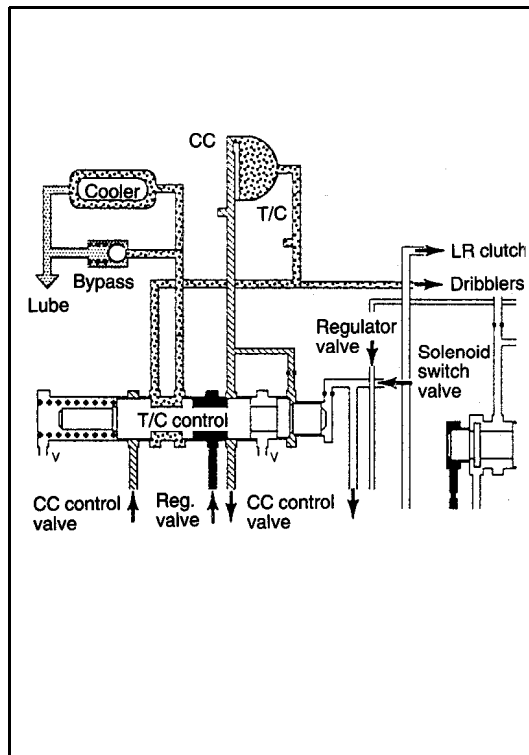 CC
Cooler
T/C
LR clutch
Bypass
Dribblers
Lube
Regulator
valve
Solenoid
switch
valve
T/C control
V
V
CC control
valve
Reg.
valve
CC control
valve